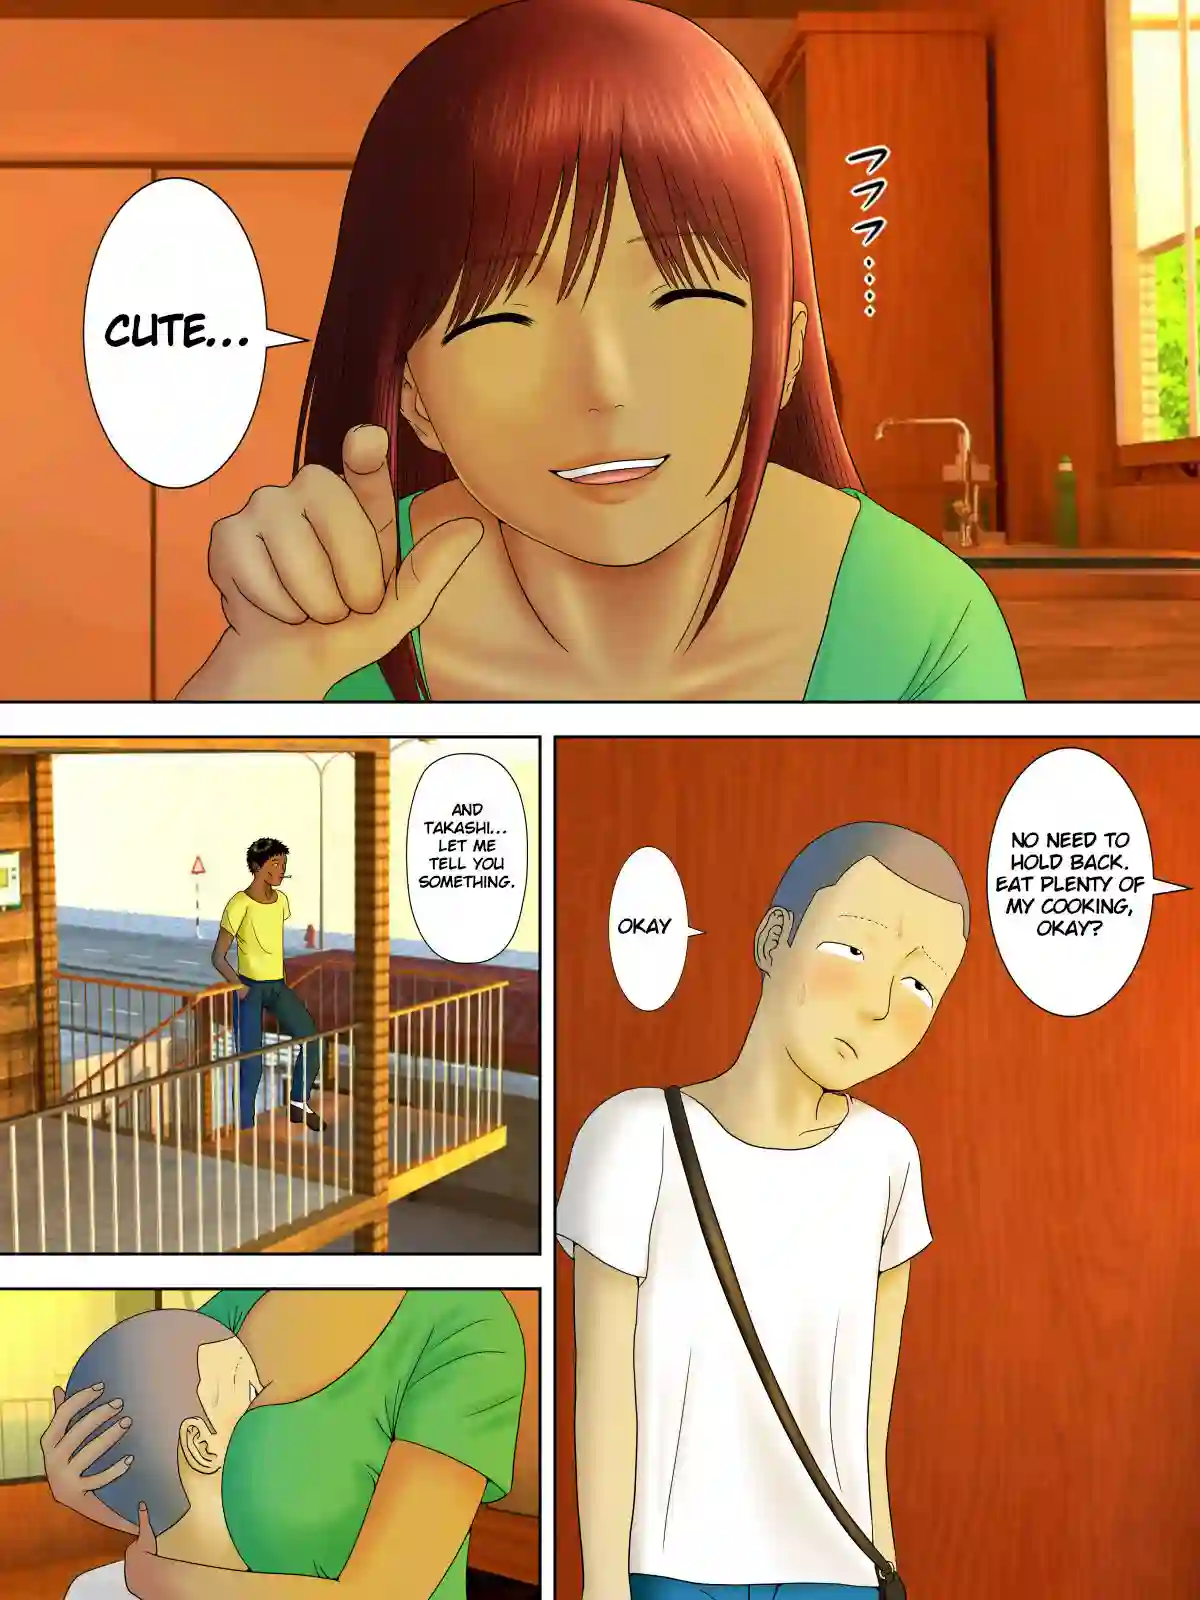 フフフ‥‥
CUTE...
NO NEED TO
HOLD BACK.
EAT PLENTY OF
MY COOKING,
OKAY?
OKAY
AND
TAKASHI...
LET ME
TELL YOU
SOMETHING.